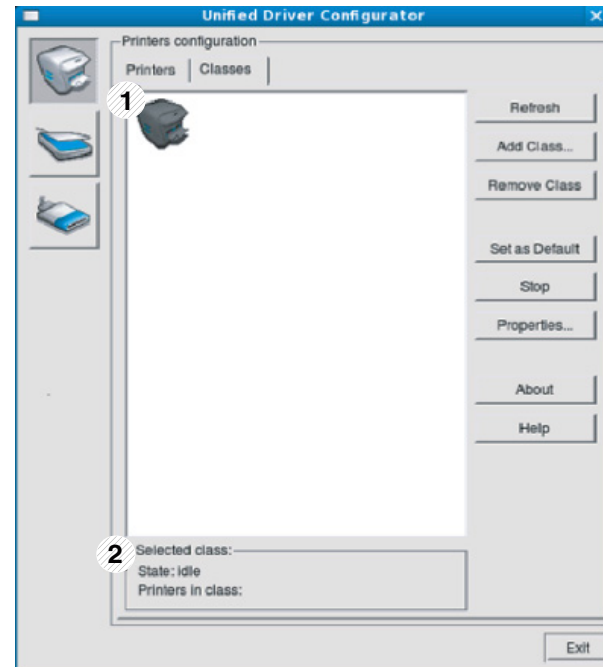 Unified Driver Configurator
Printers configuration
Printers Classes
1
Refresh
Add Class...
Remove Class
Set as Default
Stop
Properties...
About
Help
2
Selected class:
State: idle
Printers in class:
Exit